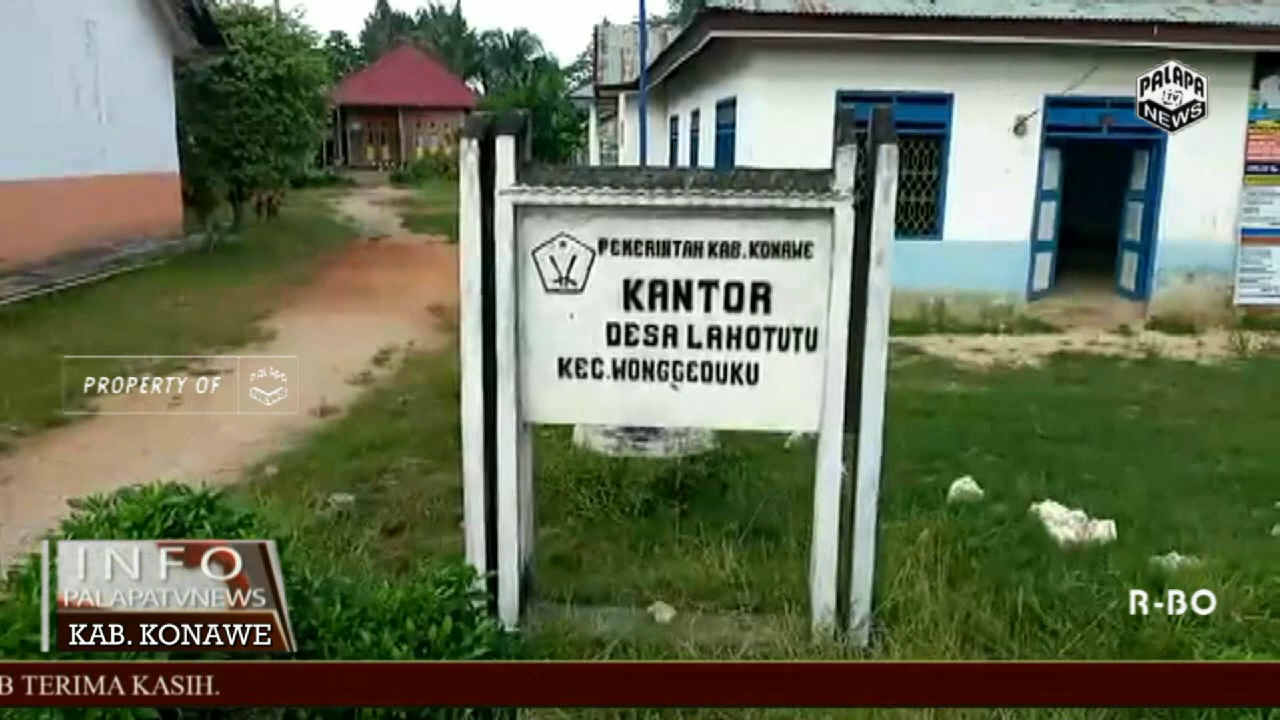 PALAPA
TV
NEWS
PEMERINTAH KAB. KONAWE
KANTOR
DESA LAHOTUTU
KEC. WONGGEDUKU
PROPERTY OF
INFO
PALAPATVNEWS
KAB. KONAWE
R-BO
B TERIMA KASIH.